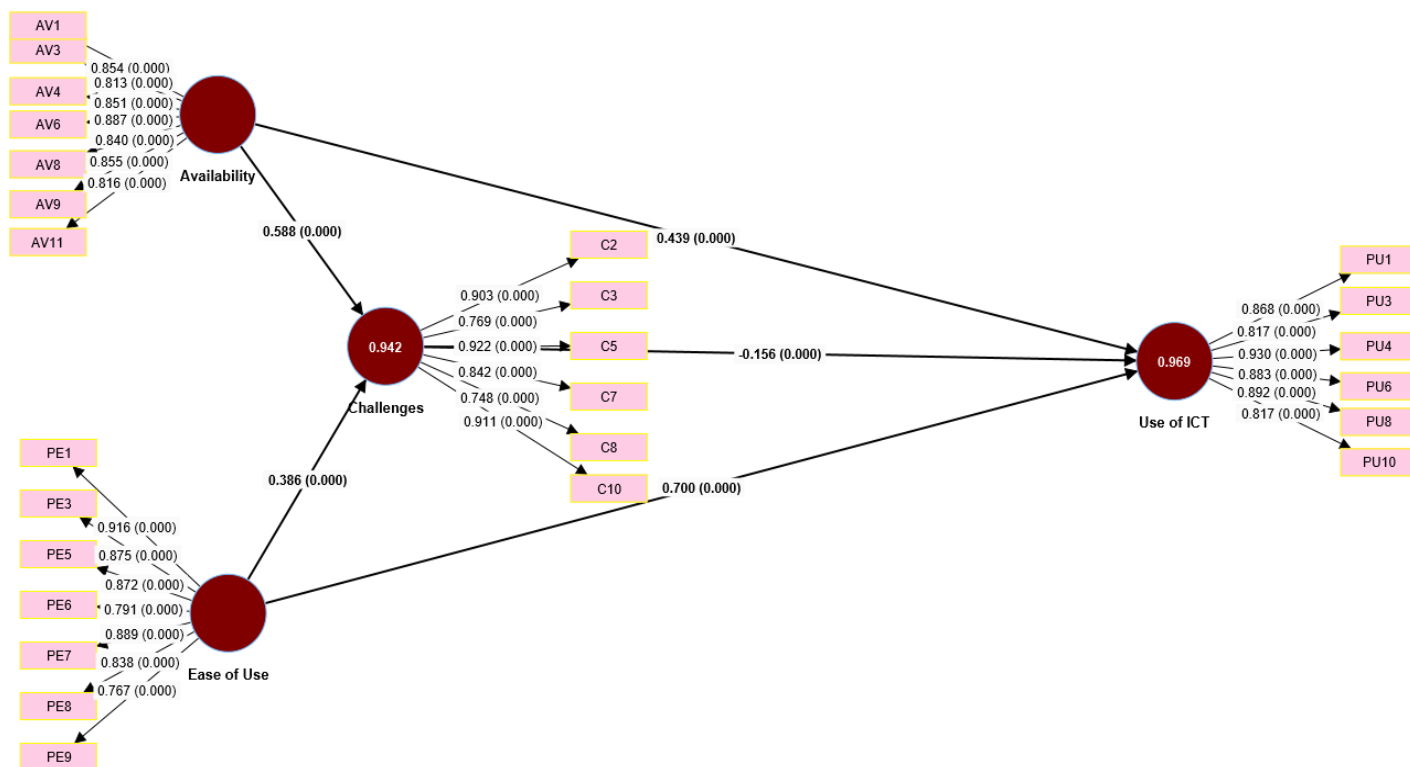 AV1
AV3
AV4
AV6
AV8
AV9
AV11
0.854 (0.000)
0.813 (0.000)
0.851 (0.000)
0.887 (0.000)
0.840 (0.000)
0.855 (0.000)
0.816 (0.000)
Availability
0.588 (0.000)
0.439 (0.000)
C2
C3
C5
C7
C8
C10
0.903 (0.000)
0.769 (0.000)
0.922 (0.000)
0.842 (0.000)
0.748 (0.000)
0.911 (0.000)
0.942
Challenges
-0.156 (0.000)
PU1
PU3
PU4
PU6
PU8
PU10
0.868 (0.000)
0.817 (0.000)
0.930 (0.000)
0.883 (0.000)
0.892 (0.000)
0.817 (0.000)
0.969
Use of ICT
0.386 (0.000)
0.700 (0.000)
PE1
PE3
PE5
PE6
PE7
PE8
PE9
0.916 (0.000)
0.875 (0.000)
0.872 (0.000)
0.791 (0.000)
0.889 (0.000)
0.838 (0.000)
0.767 (0.000)
Ease of Use